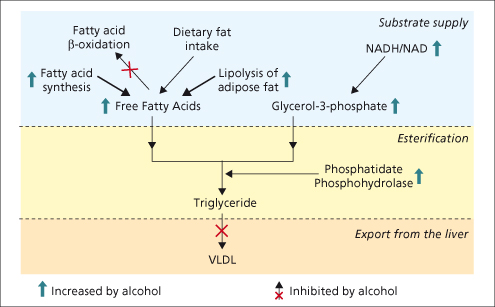 Fatty acid
β-oxidation
Dietary fat
intake
Substrate supply
NADH/NAD
Fatty acid
synthesis
Lipolysis of
adipose fat
Free Fatty Acids
Glycerol-3-phosphate
Esterification
Phosphatidate
Phosphohydrolase
Triglyceride
Export from the liver
VLDL
Increased by alcohol
Inhibited by alcohol